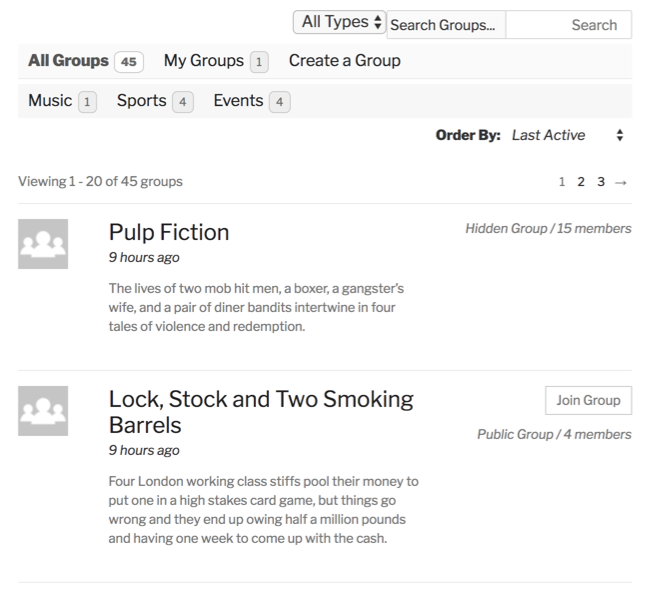 All Types Search Groups... Search
All Groups 45 My Groups 1 Create a Group
Music 1 Sports 4 Events 4
Order By: Last Active
Viewing 1 - 20 of 45 groups 1 2 3 →
Pulp Fiction
Hidden Group / 15 members
9 hours ago
The lives of two mob hit men, a boxer, a gangster's
wife, and a pair of diner bandits intertwine in four
tales of violence and redemption.
Lock, Stock and Two Smoking
Barrels
Join Group
Public Group / 4 members
9 hours ago
Four London working class stiffs pool their money to
put one in a high stakes card game, but things go
wrong and they end up owing half a million pounds
and having one week to come up with the cash.